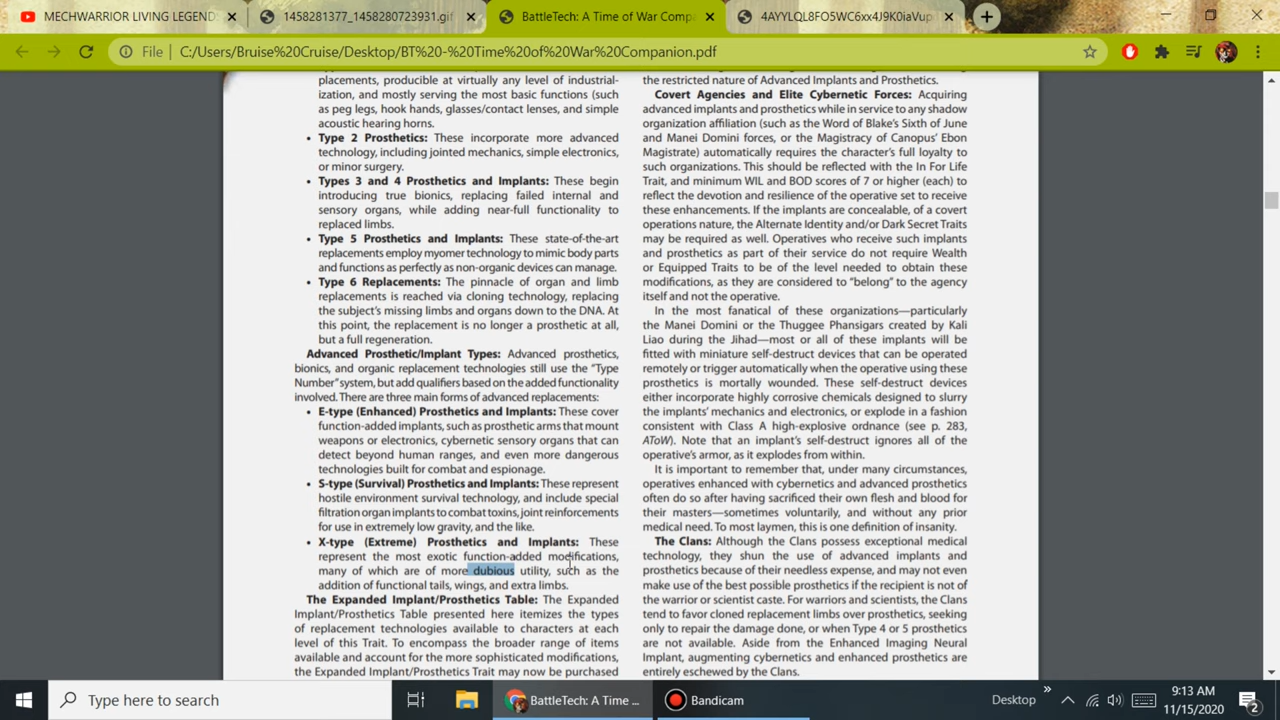 MECHWARRIOR LIVING LEGEND
1458281377_1458280723931.gif
BattleTech: A Time of War Compa
4AYYLQL8FO5WC6xx4J9K0iaVup
File
C:/Users/Bruise%20Cruise/Desktop/BT%20-%20Time%20of%20War%20Companion.pdf
placements, producible at virtually any level of industrial-
ization, and mostly serving the most basic functions (such
as peg legs, hook hands, glasses/contact lenses, and simple
acoustic hearing horns.
• Type 2 Prosthetics: These incorporate more advanced
technology, including jointed mechanics, simple electronics,
or minor surgery.
• Types 3 and 4 Prosthetics and Implants: These begin
introducing true bionics, replacing failed internal and
sensory organs, while adding near-full functionality to
replaced limbs.
• Type 5 Prosthetics and Implants: These state-of-the-art
replacements employ myomer technology to mimic body parts
and functions as perfectly as non-organic devices can manage.
• Type 6 Replacements: The pinnacle of organ and limb
replacements is reached via cloning technology, replacing
the subject's missing limbs and organs down to the DNA. At
this point, the replacement is no longer a prosthetic at all,
but a full regeneration.
Advanced Prosthetic/Implant Types: Advanced prosthetics,
bionics, and organic replacement technologies still use the "Type
Number" system, but add qualifiers based on the added functionality
involved. There are three main forms of advanced replacements:
• E-type (Enhanced) Prosthetics and Implants: These cover
function-added implants, such as prosthetic arms that mount
weapons or electronics, cybernetic sensory organs that can
detect beyond human ranges, and even more dangerous
technologies built for combat and espionage.
• S-type (Survival) Prosthetics and Implants: These represent
hostile environment survival technology, and include special
filtration organ implants to combat toxins, joint reinforcements
for use in extremely low gravity, and the like.
• X-type (Extreme) Prosthetics and Implants: These
represent the most exotic function-added modifications,
many of which are of more dubious utility, such as the
addition of functional tails, wings, and extra limbs.
The Expanded Implant/Prosthetics Table: The Expanded
Implant/Prosthetics Table presented here itemizes the types
of replacement technologies available to characters at each
level of this Trait. To encompass the broader range of items
available and account for the more sophisticated modifications,
the Expanded Implant/Prosthetics Trait may now be purchased
the restricted nature of Advanced Implants and Prosthetics.
Covert Agencies and Elite Cybernetic Forces: Acquiring
advanced implants and prosthetics while in service to any shadow
organization affiliation (such as the Word of Blake's Sixth of June
and Manei Domini forces, or the Magistracy of Canopus' Ebon
Magistrate) automatically requires the character's full loyalty to
such organizations. This should be reflected with the In For Life
Trait, and minimum WIL and BOD scores of 7 or higher (each) to
reflect the devotion and resilience of the operative set to receive
these enhancements. If the implants are concealable, of a covert
operations nature, the Alternate Identity and/or Dark Secret Traits
may be required as well. Operatives who receive such implants
and prosthetics as part of their service do not require Wealth
or Equipped Traits to be of the level needed to obtain these
modifications, as they are considered to "belong" to the agency
itself and not the operative.
In the most fanatical of these organizations—particularly
the Manei Domini or the Thuggee Phansigars created by Kali
Liao during the Jihad—most or all of these implants will be
fitted with miniature self-destruct devices that can be operated
remotely or trigger automatically when the operative using these
prosthetics is mortally wounded. These self-destruct devices
either incorporate highly corrosive chemicals designed to slurry
the implants' mechanics and electronics, or explode in a fashion
consistent with Class A high-explosive ordnance (see p. 283,
AToW). Note that an implant's self-destruct ignores all of the
operative's armor, as it explodes from within.
It is important to remember that, under many circumstances,
operatives enhanced with cybernetics and advanced prosthetics
often do so after having sacrificed their own flesh and blood for
their masters—sometimes voluntarily, and without any prior
medical need. To most laymen, this is one definition of insanity.
The Clans: Although the Clans possess exceptional medical
technology, they shun the use of advanced implants and
prosthetics because of their needless expense, and may not even
make use of the best possible prosthetics if the recipient is not of
the warrior or scientist caste. For warriors and scientists, the Clans
tend to favor cloned replacement limbs over prosthetics, seeking
only to repair the damage done, or when Type 4 or 5 prosthetics
are not available. Aside from the Enhanced Imaging Neural
Implant, augmenting cybernetics and enhanced prosthetics are
entirely eschewed by the Clans.
Type here to search
BattleTech: A Time ...
Bandicam
Desktop
9:13 AM
11/15/2020
2